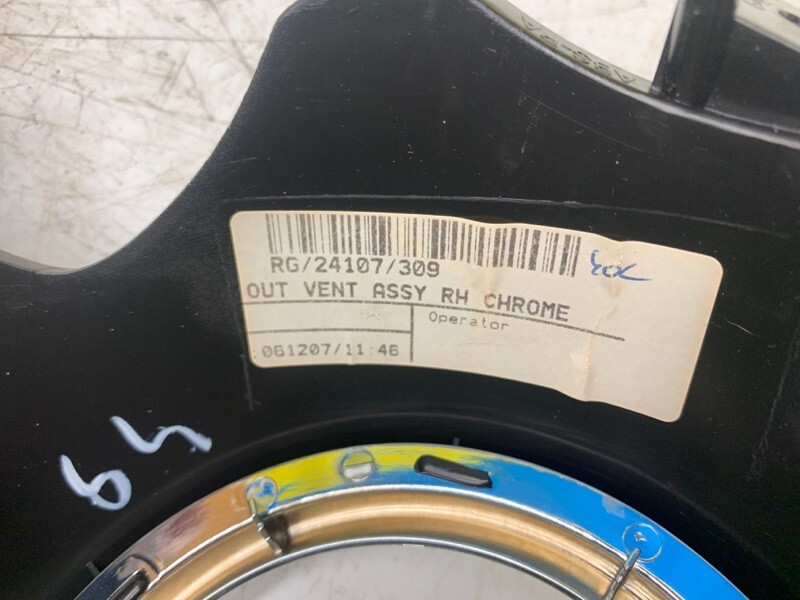 RG/24107/309
OUT VENT ASSY RH CHROME
Operator
061207/11:46